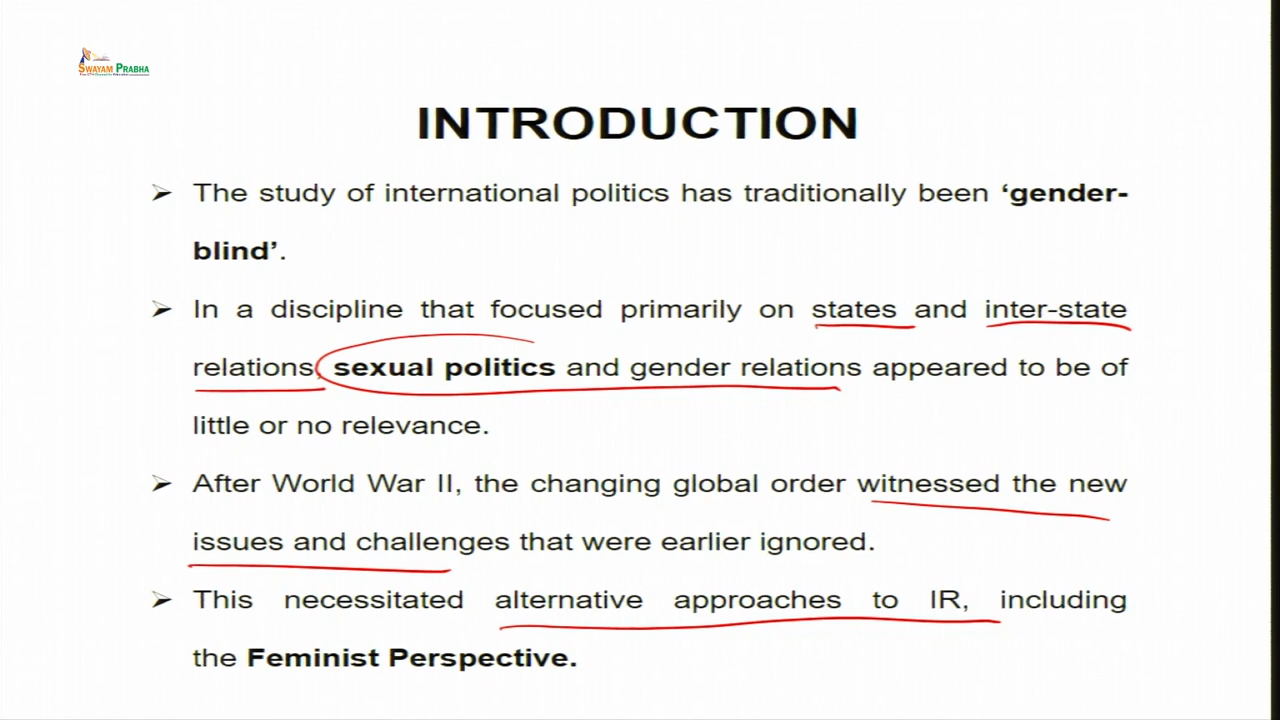 SWAYAM PRABHA
INTRODUCTION
➢ The study of international politics has traditionally been ‘gender-
blind’.
➢ In a discipline that focused primarily on states and inter-state
relations, sexual politics and gender relations appeared to be of
little or no relevance.
➢ After World War II, the changing global order witnessed the new
issues and challenges that were earlier ignored.
➢ This necessitated alternative approaches to IR, including
the Feminist Perspective.